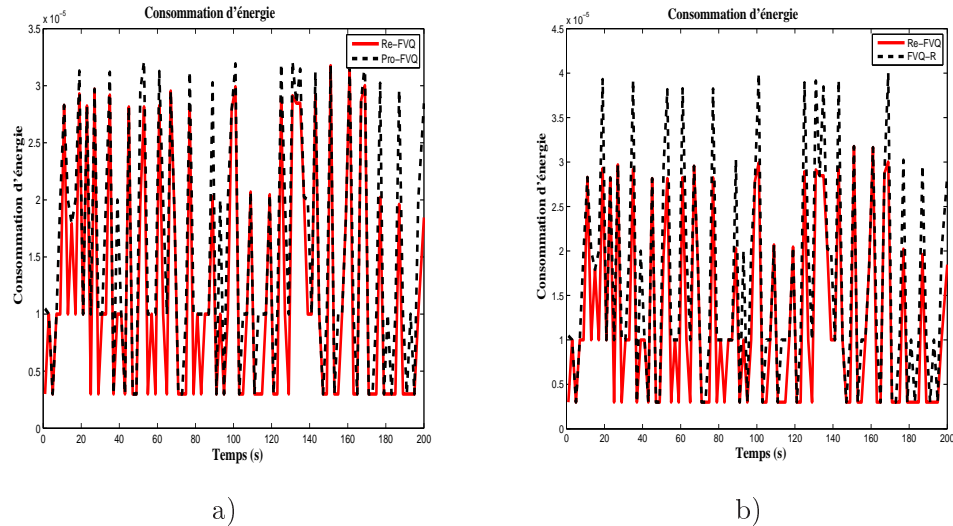 Consommation d'énergie
x 10⁻⁵
Re−FVQ
Pro−FVQ
3.5
3
2.5
2
1.5
1
0.5
0
Consommation d'énergie
0 20 40 60 80 100 120 140 160 180 200
Temps (s)
a)
Consommation d'énergie
x 10⁻⁵
Re−FVQ
FVQ−R
4.5
4
3.5
3
2.5
2
1.5
1
0.5
0
Consommation d'énergie
0 20 40 60 80 100 120 140 160 180 200
Temps (s)
b)